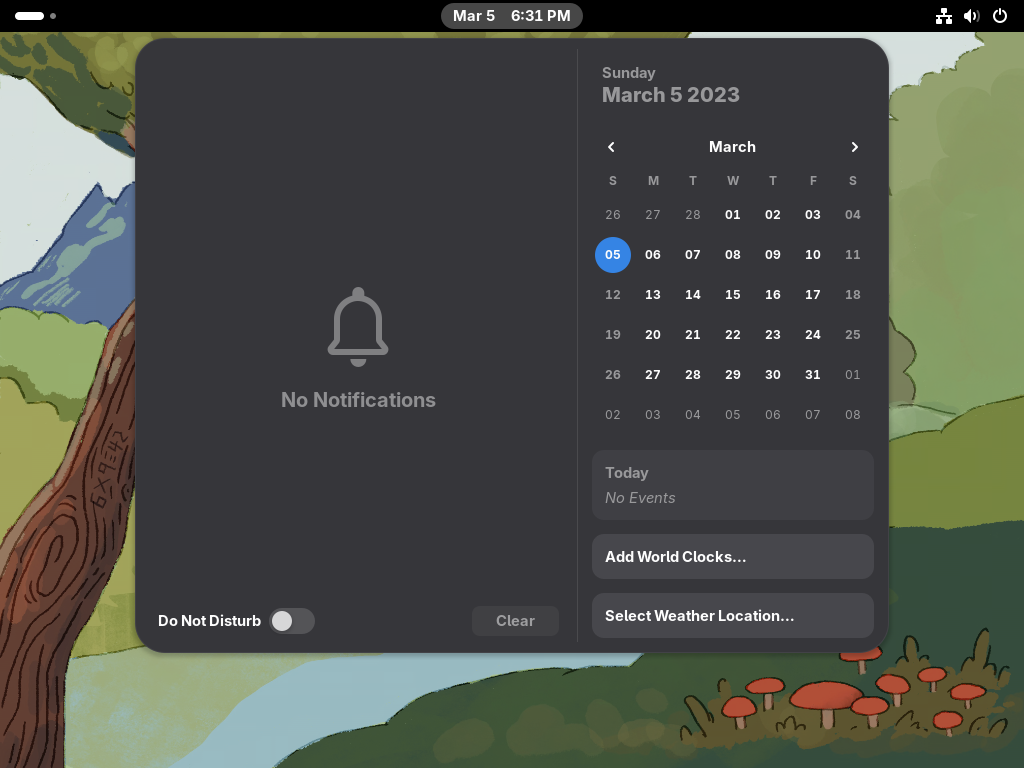 Mar 5 6:31 PM
Sunday
March 5 2023
March
S M T W T F S
26 27 28 01 02 03 04
05 06 07 08 09 10 11
12 13 14 15 16 17 18
19 20 21 22 23 24 25
26 27 28 29 30 31 01
02 03 04 05 06 07 08
No Notifications
Today
No Events
Add World Clocks…
Select Weather Location…
Do Not Disturb
Clear
6×9=42